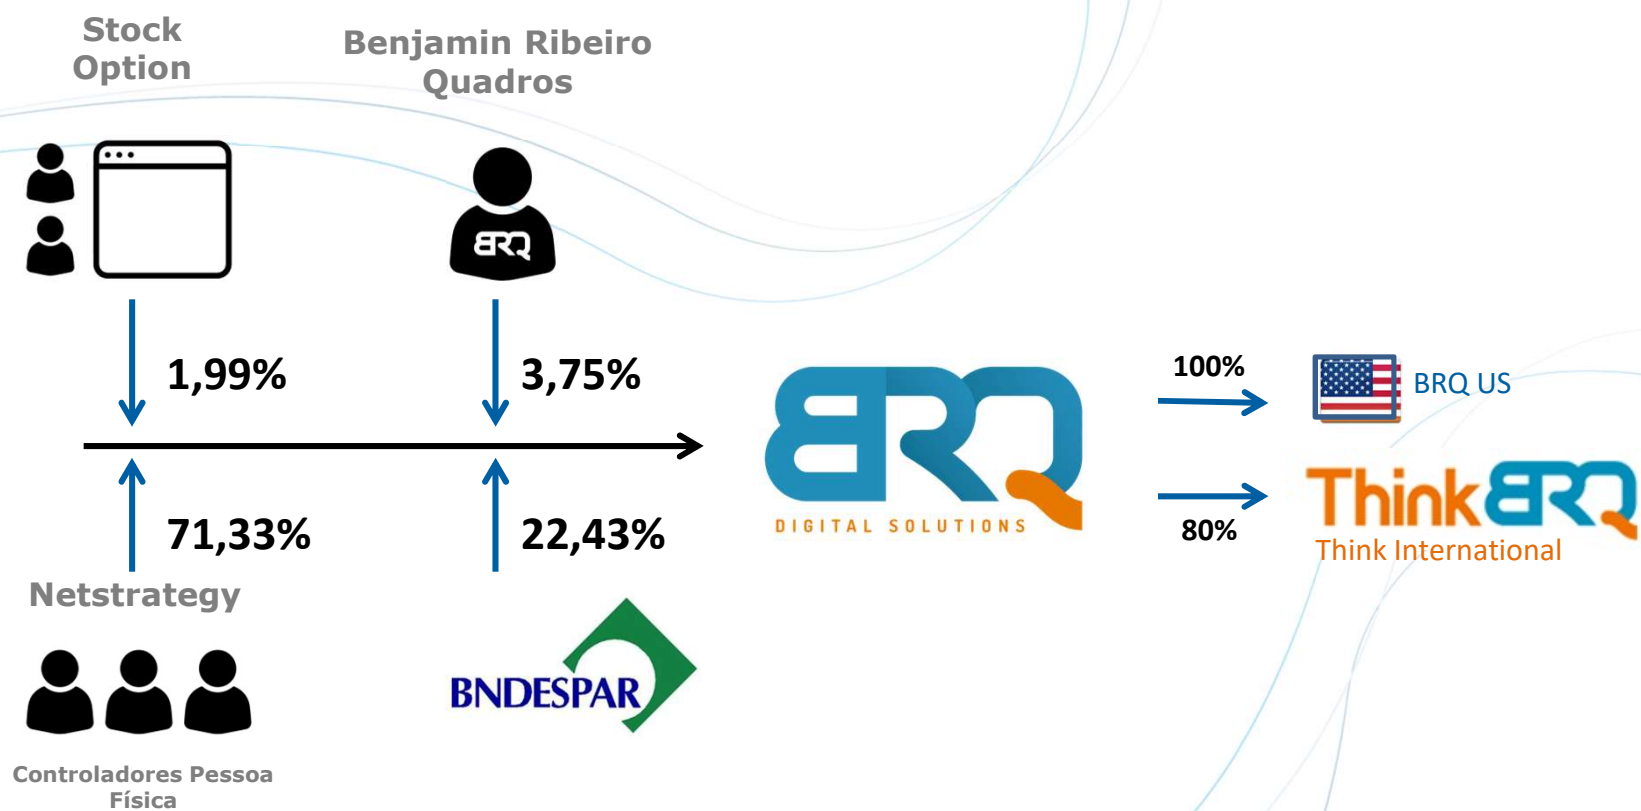 Stock
Option
Benjamin Ribeiro
Quadros
BRQ
1,99%
3,75%
71,33%
22,43%
Netstrategy
Controladores Pessoa
Física
BNDESPAR
BRQ
DIGITAL SOLUTIONS
100%
BRQ US
80%
ThinkBRQ
Think International